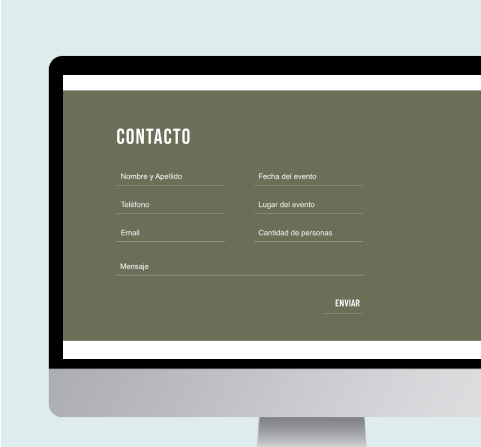 CONTACTO
Nombre y Apellido
Fecha del evento
Teléfono
Lugar del evento
Email
Cantidad de personas
Mensaje
ENVIAR